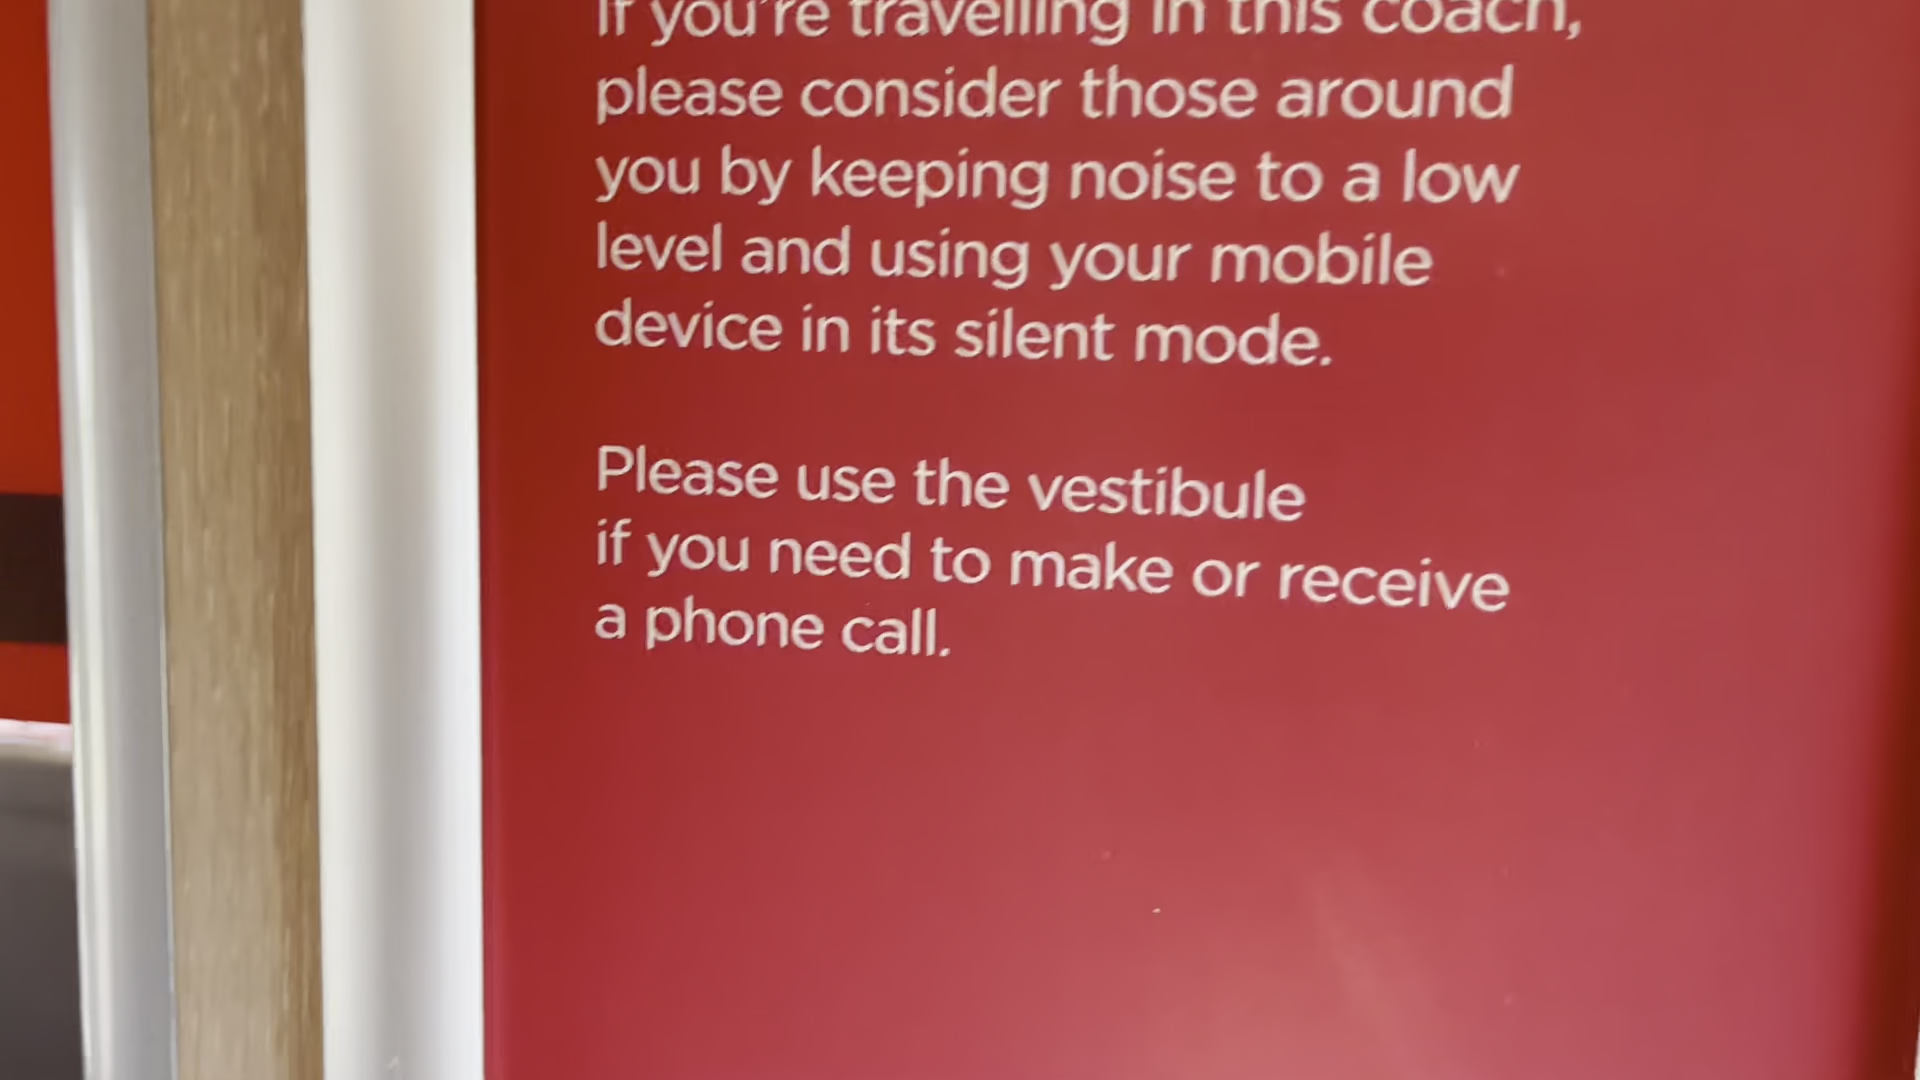 If you're travelling in this coach,
please consider those around
you by keeping noise to a low
level and using your mobile
device in its silent mode.
Please use the vestibule
if you need to make or receive
a phone call.